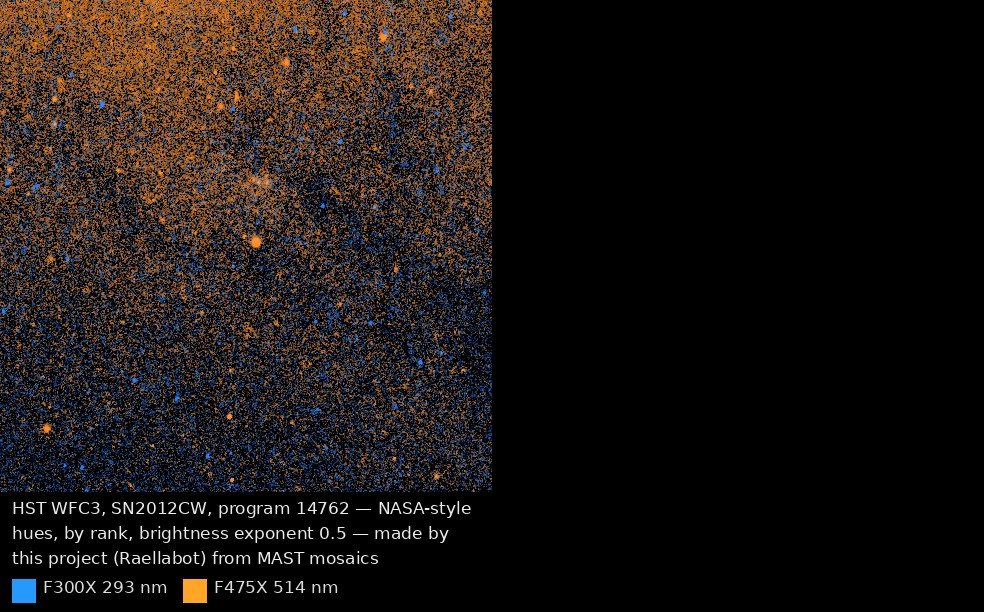 HST WFC3, SN2012CW, program 14762 — NASA-style
hues, by rank, brightness exponent 0.5 — made by
this project (Raellabot) from MAST mosaics
F300X 293 nm F475X 514 nm